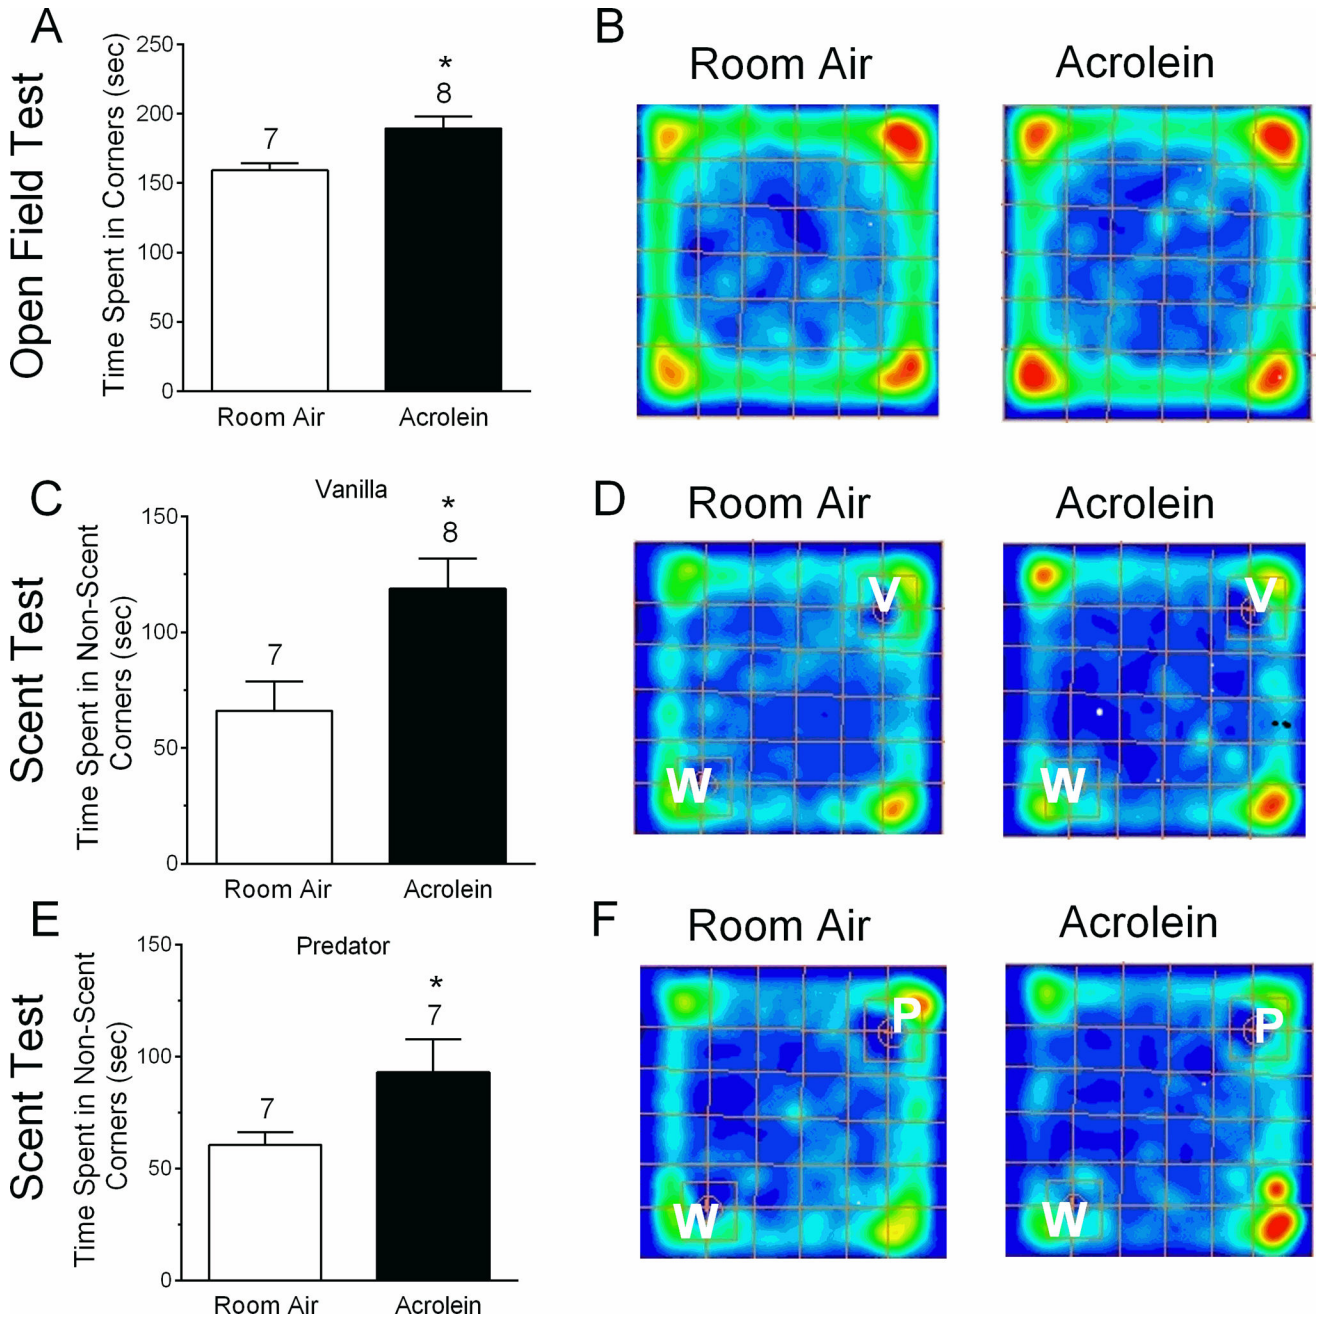 A
Open Field Test
Time Spent in Corners (sec)
250
200
150
100
50
0
7
*
8
Room Air
Acrolein
B
Room Air
Acrolein
C
Scent Test
Vanilla
Time Spent in Non-Scent
Corners (sec)
150
100
50
0
7
*
8
Room Air
Acrolein
D
Room Air
Acrolein
V
W
V
W
E
Scent Test
Predator
Time Spent in Non-Scent
Corners (sec)
150
100
50
0
7
*
7
Room Air
Acrolein
F
Room Air
Acrolein
P
W
P
W